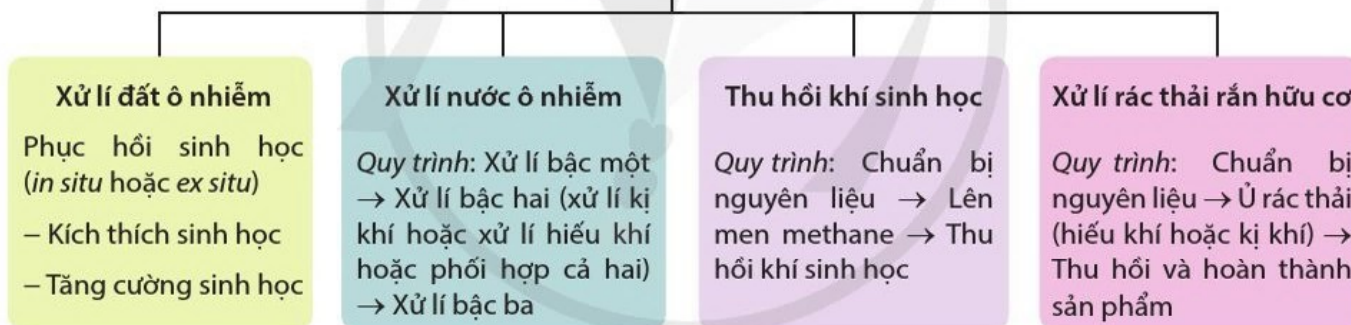 Xử lí đất ô nhiễm
Phục hồi sinh học
(in situ hoặc ex situ)
– Kích thích sinh học
– Tăng cường sinh học
Xử lí nước ô nhiễm
Quy trình: Xử lí bậc một
→ Xử lí bậc hai (xử lí kị
khí hoặc xử lí hiếu khí
hoặc phối hợp cả hai)
→ Xử lí bậc ba
Thu hồi khí sinh học
Quy trình: Chuẩn bị
nguyên liệu → Lên
men methane → Thu
hồi khí sinh học
Xử lí rác thải rắn hữu cơ
Quy trình: Chuẩn bị
nguyên liệu → Ủ rác thải
(hiếu khí hoặc kị khí) →
Thu hồi và hoàn thành
sản phẩm